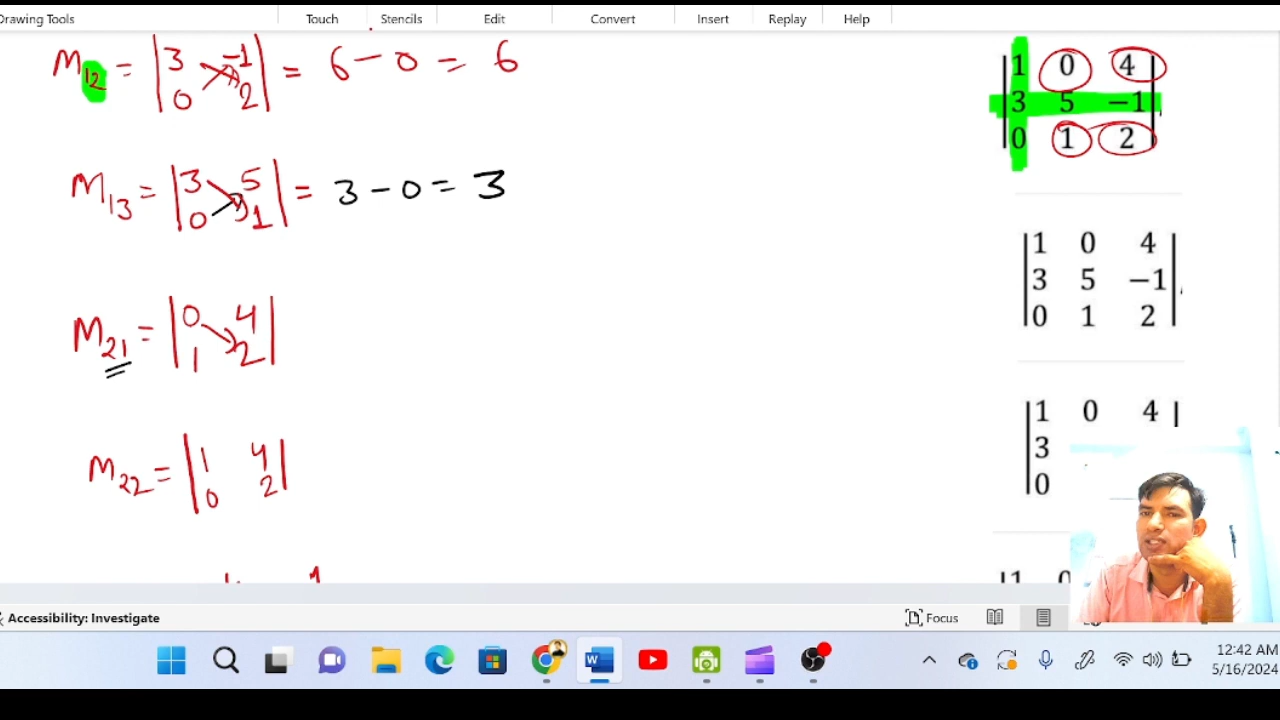 Drawing Tools Touch Stencils Edit Convert Insert Replay Help
M12 = |3 -1| = 6 - 0 = 6
|0 2|
M13 = |3 5| = 3 - 0 = 3
|0 1|
M21 = |0 4|
|1 2|
M22 = |1 4|
|0 2|
|1 0 4|
|3 5 −1|,
|0 1 2|
|1 0 4|
|3 5 −1|,
|0 1 2|
|1 0 4|
|3
|0
|1 0
Accessibility: Investigate
Focus
12:42 AM
5/16/2024